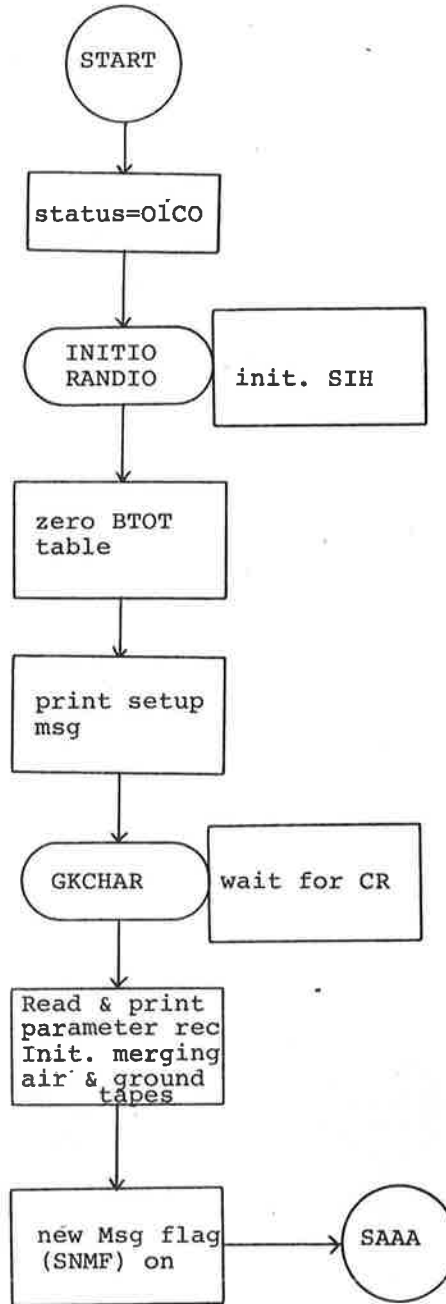 START
status=OICO
INITIO
RANDIO
init. SIH
zero BTOT
table
print setup
msg
GKCHAR
wait for CR
Read & print
parameter rec
Init. merging
air & ground
tapes
new Msg flag
(SNMF) on
SAAA